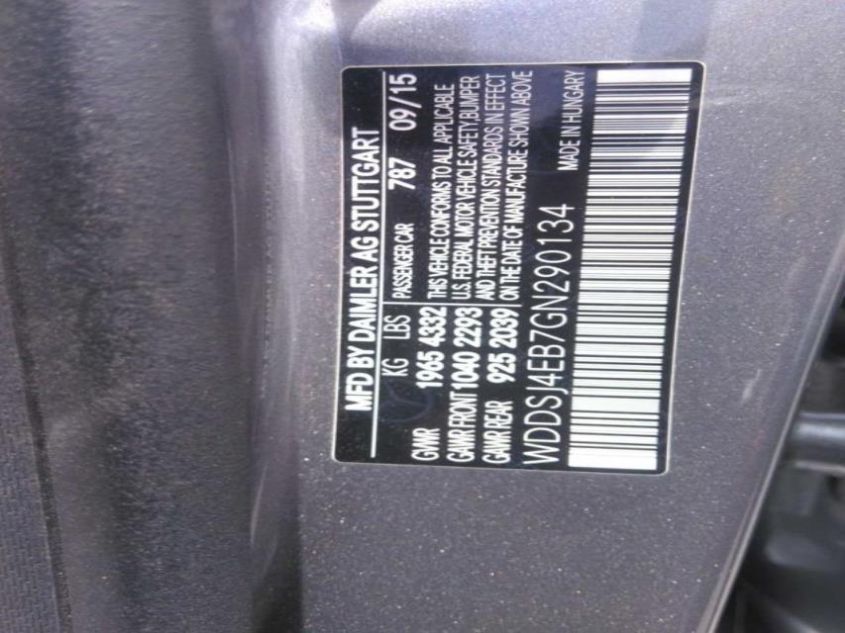 MFD BY DAIMLER AG STUTTGART
KG LBS PASSENGER CAR 787 09/15
GVWR 1965 4332 THIS VEHICLE CONFORMS TO ALL APPLICABLE
GAWR FRONT 1040 2293 U.S. FEDERAL MOTOR VEHICLE SAFETY,BUMPER
GAWR REAR 925 2039 AND THEFT PREVENTION STANDARDS IN EFFECT
ON THE DATE OF MANUFACTURE SHOWN ABOVE
WDDSJ4EB7GN290134 MADE IN HUNGARY